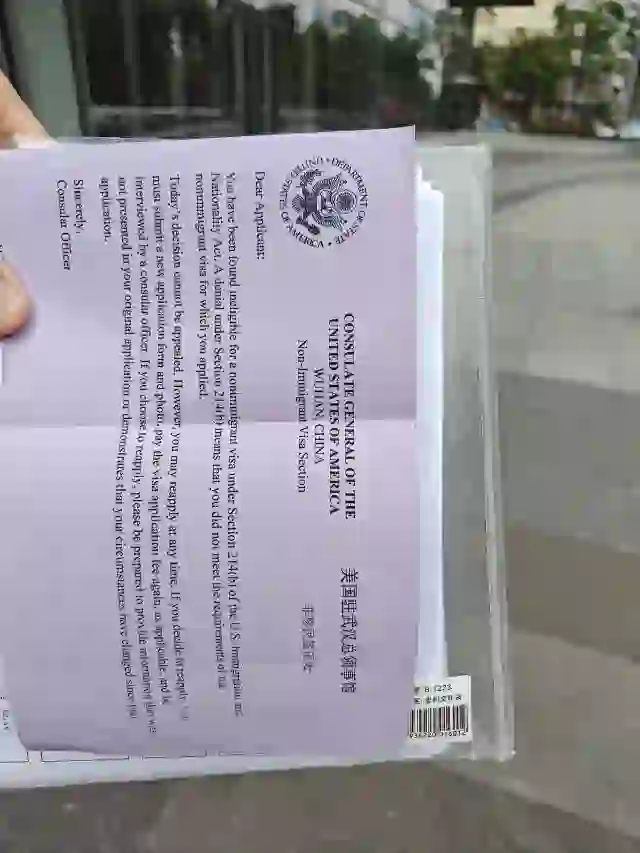 DEPARTMENT OF STATE
UNITED STATES OF AMERICA
CONSULATE GENERAL OF THE
UNITED STATES OF AMERICA
WUHAN, CHINA
Non-Immigrant Visa Section
美国驻武汉总领事馆
非移民签证处
Dear Applicant:
You have been found ineligible for a nonimmigrant visa under Section 214(b) of the U.S. Immigration
Nationality Act. A denial under Section 214(b) means that you did not meet the requirements of
nonimmigrant visa for which you applied.
Today's decision cannot be appealed. However, you may reapply at any time. If you decide to reapply,
must submit a new application form and photo, pay the visa application fee again, as applicable, and be
interviewed by a consular officer. If you choose to reapply, please be prepared to provide information that was
not presented in your original application or demonstrates that your circumstances have changed since
application.
Sincerely,
Consular Officer